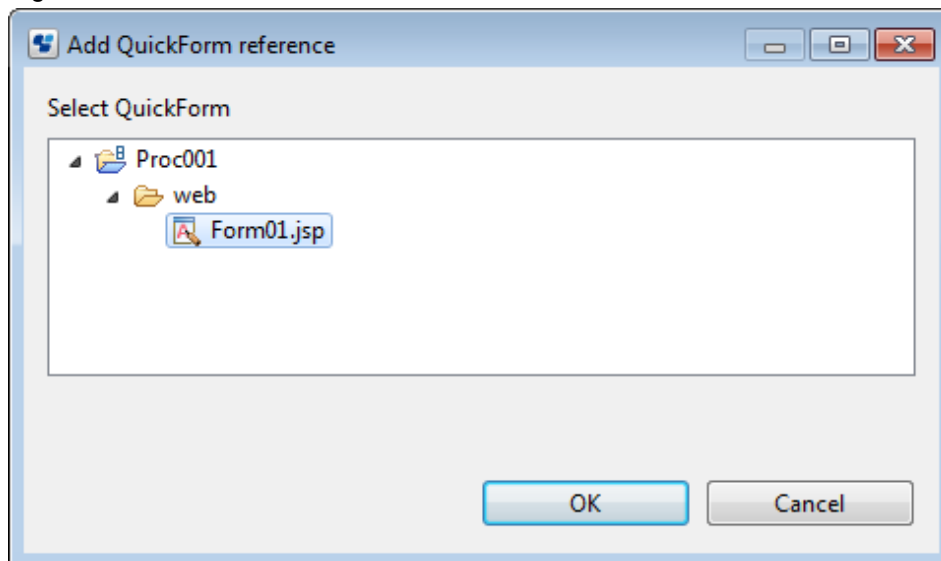 Add QuickForm reference
Select QuickForm
Proc001
web
Form01.jsp
OK Cancel